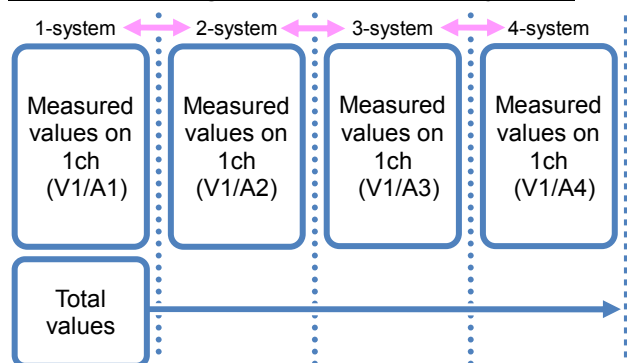 1-system 2-system 3-system 4-system
Measured
values on
1ch
(V1/A1)
Measured
values on
1ch
(V1/A2)
Measured
values on
1ch
(V1/A3)
Measured
values on
1ch
(V1/A4)
Total
values